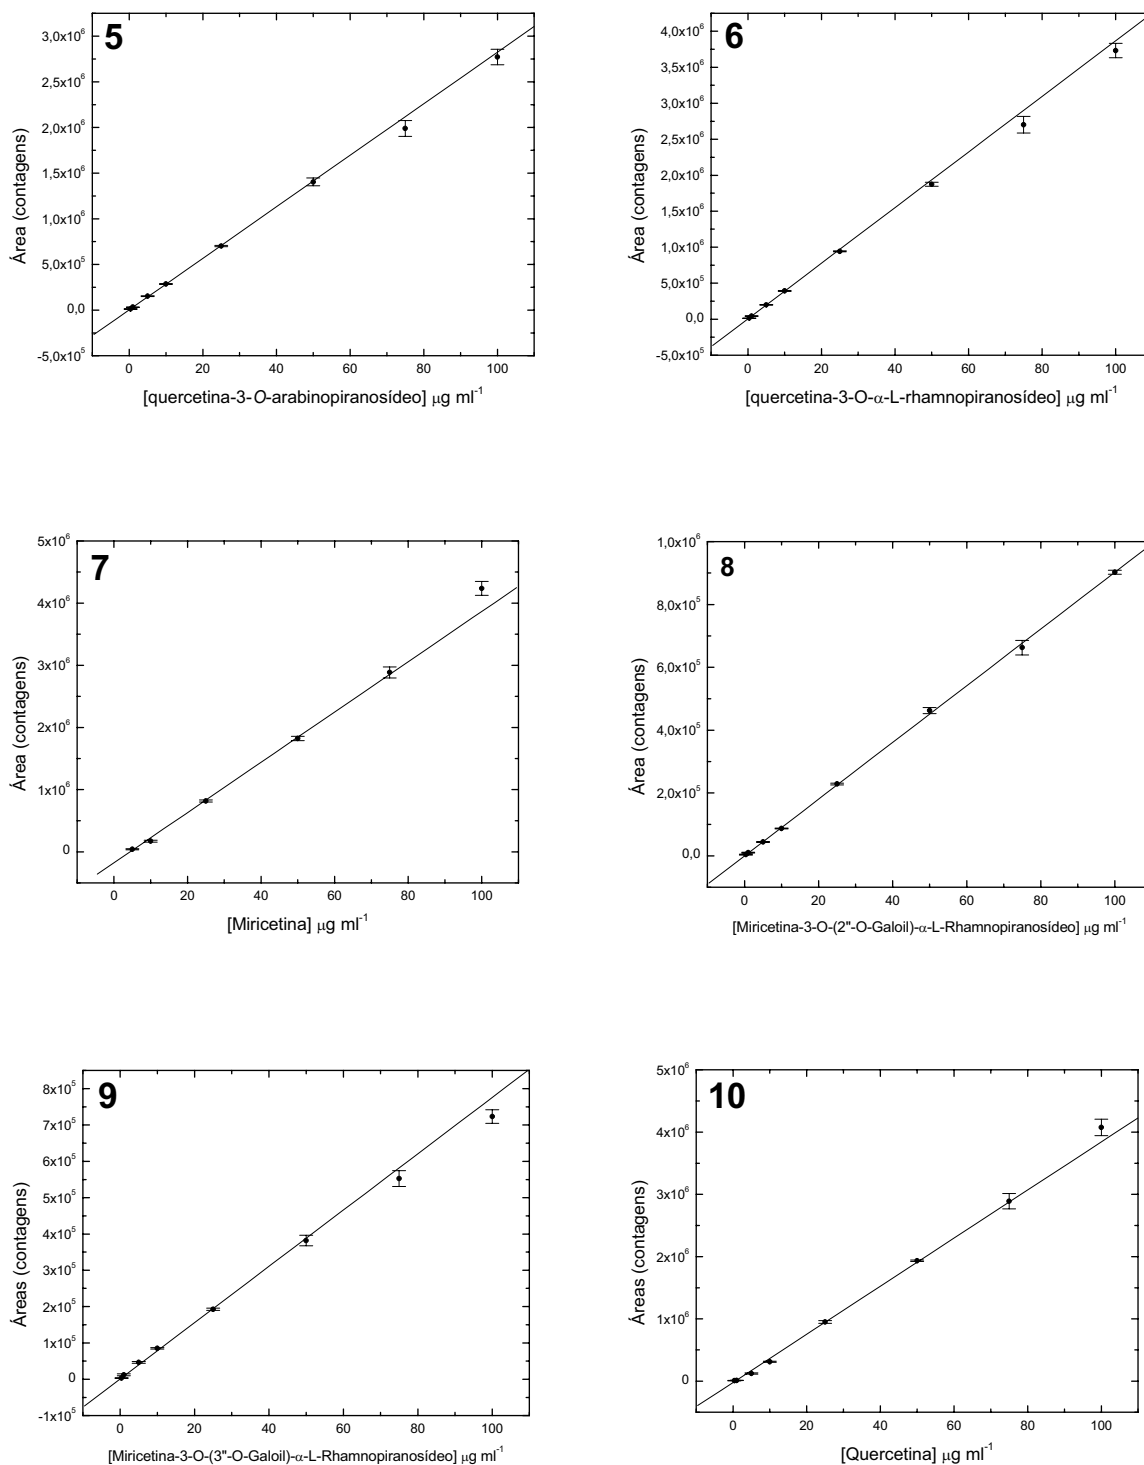 5
3,0x10⁶
2,5x10⁶
2,0x10⁶
1,5x10⁶
1,0x10⁶
5,0x10⁵
0,0
-5,0x10⁵
Área (contagens)
0 20 40 60 80 100
[quercetina-3-O-arabinopiranosídeo] μg ml⁻¹
6
4,0x10⁶
3,5x10⁶
3,0x10⁶
2,5x10⁶
2,0x10⁶
1,5x10⁶
1,0x10⁶
5,0x10⁵
0,0
-5,0x10⁵
Área (contagens)
0 20 40 60 80 100
[quercetina-3-O-α-L-rhamnopiranosídeo] μg ml⁻¹
7
5x10⁶
4x10⁶
3x10⁶
2x10⁶
1x10⁶
0
Área (contagens)
0 20 40 60 80 100
[Miricetina] μg ml⁻¹
8
1,0x10⁶
8,0x10⁵
6,0x10⁵
4,0x10⁵
2,0x10⁵
0,0
Área (contagens)
0 20 40 60 80 100
[Miricetina-3-O-(2"-O-Galoil)-α-L-Rhamnopiranosídeo] μg ml⁻¹
9
8x10⁵
7x10⁵
6x10⁵
5x10⁵
4x10⁵
3x10⁵
2x10⁵
1x10⁵
0
-1x10⁵
Áreas (contagens)
0 20 40 60 80 100
[Miricetina-3-O-(3"-O-Galoil)-α-L-Rhamnopiranosídeo] μg ml⁻¹
10
5x10⁶
4x10⁶
3x10⁶
2x10⁶
1x10⁶
0
Áreas (contagens)
0 20 40 60 80 100
[Quercetina] μg ml⁻¹